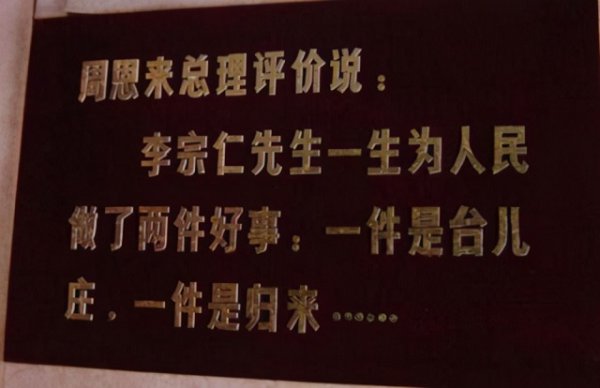 周恩来总理评价说：
李宗仁先生一生为人民
做了两件好事：一件是台儿
庄，一件是归来……